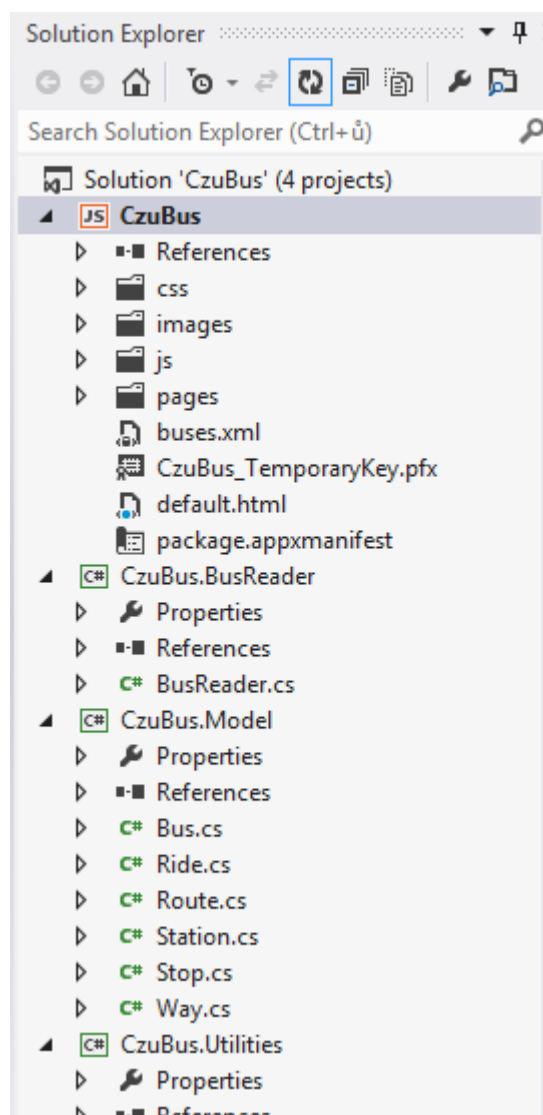 Solution Explorer
Search Solution Explorer (Ctrl+ů)
Solution 'CzuBus' (4 projects)
JS CzuBus
References
css
images
js
pages
buses.xml
CzuBus_TemporaryKey.pfx
default.html
package.appxmanifest
C# CzuBus.BusReader
Properties
References
C# BusReader.cs
C# CzuBus.Model
Properties
References
C# Bus.cs
C# Ride.cs
C# Route.cs
C# Station.cs
C# Stop.cs
C# Way.cs
C# CzuBus.Utilities
Properties
References